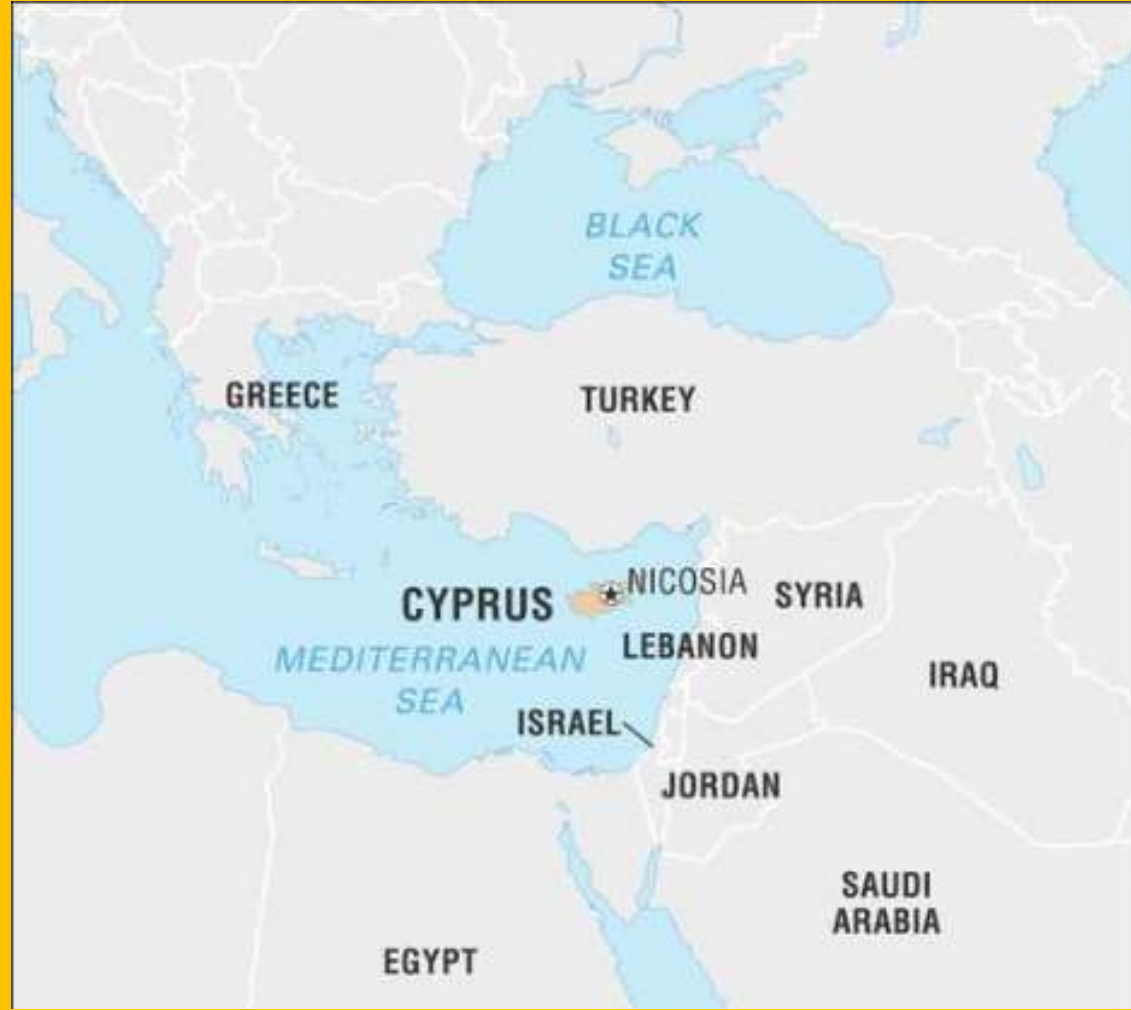 BLACK
SEA
GREECE
TURKEY
NICOSIA
CYPRUS
SYRIA
LEBANON
MEDITERRANEAN
SEA
IRAQ
ISRAEL
JORDAN
SAUDI
ARABIA
EGYPT